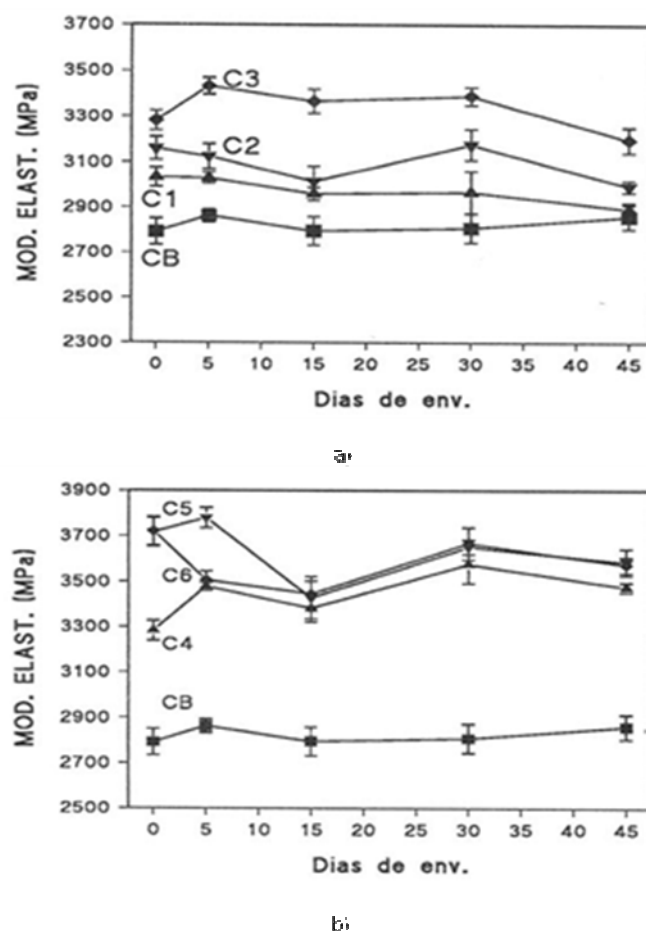 3700
3500
3300
3100
2900
2700
2500
2300
MOD. ELAST. (MPa)
C3
C2
C1
CB
0 5 10 15 20 25 30 35 40 45
Dias de env.
a)
3900
3700
3500
3300
3100
2900
2700
2500
MOD. ELAST. (MPa)
C5
C6
C4
CB
0 5 10 15 20 25 30 35 40 45
Dias de env.
b)